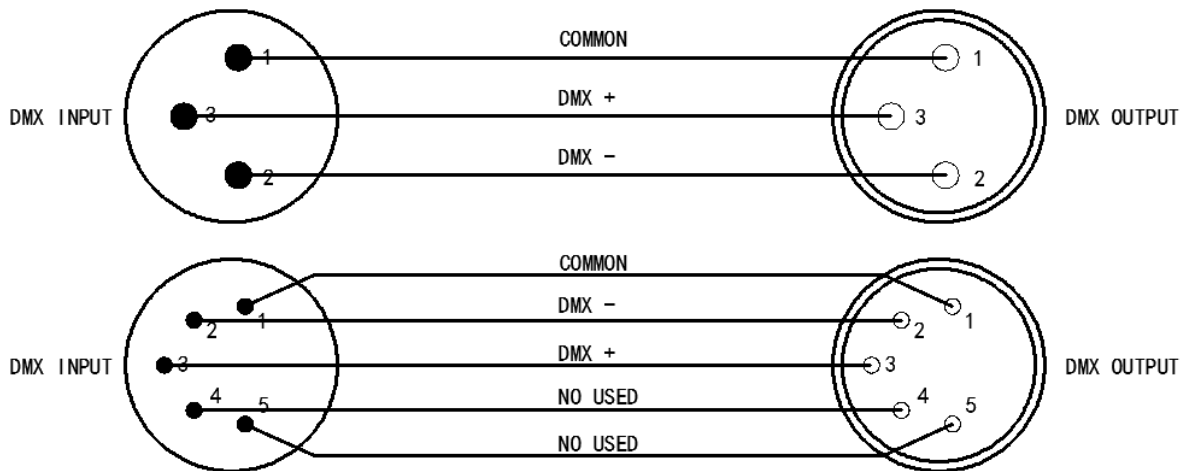 COMMON
1 1
DMX +
DMX INPUT 3 3 DMX OUTPUT
DMX -
2 2
COMMON
1 1
DMX -
2 2
DMX +
DMX INPUT 3 3 DMX OUTPUT
4 4
NO USED
5 5
NO USED